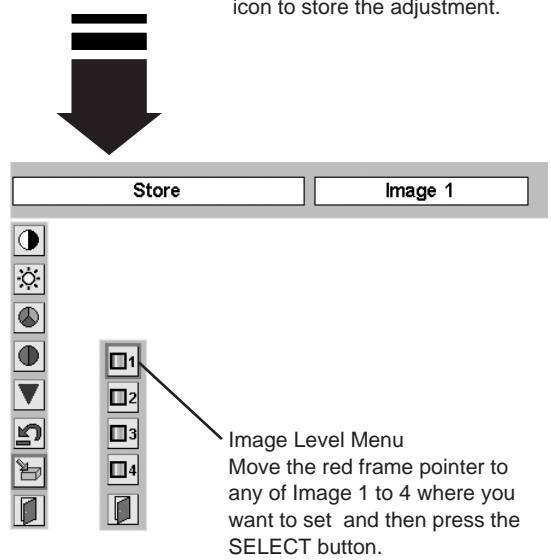 icon to store the adjustment.
Store
Image 1
1
2
3
4
Image Level Menu
Move the red frame pointer to
any of Image 1 to 4 where you
want to set and then press the
SELECT button.